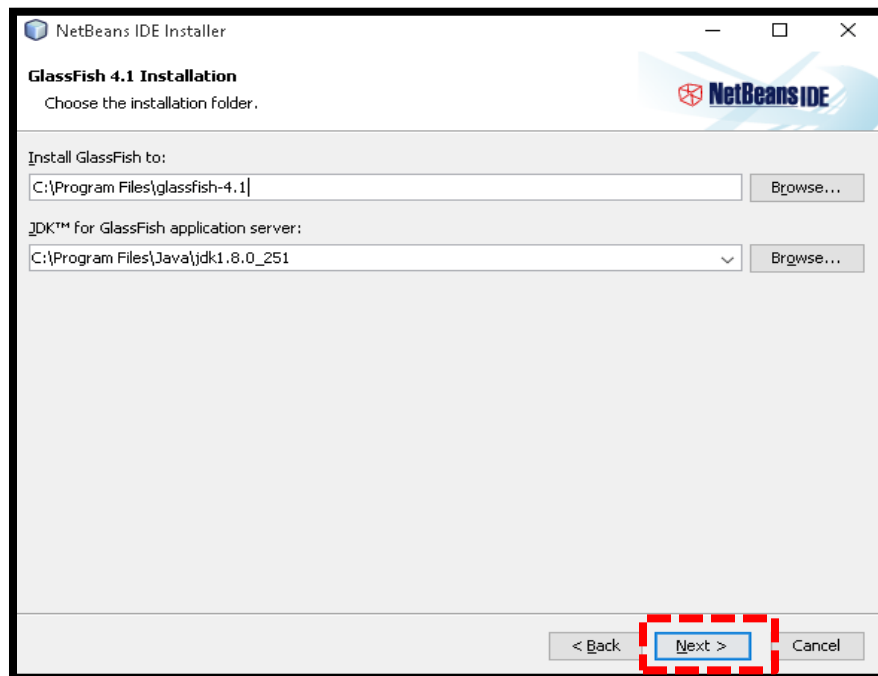 NetBeans IDE Installer
GlassFish 4.1 Installation
Choose the installation folder.
NetBeans IDE
Install GlassFish to:
C:\Program Files\glassfish-4.1 Browse...
JDK™ for GlassFish application server:
C:\Program Files\Java\jdk1.8.0_251 Browse...
< Back Next > Cancel